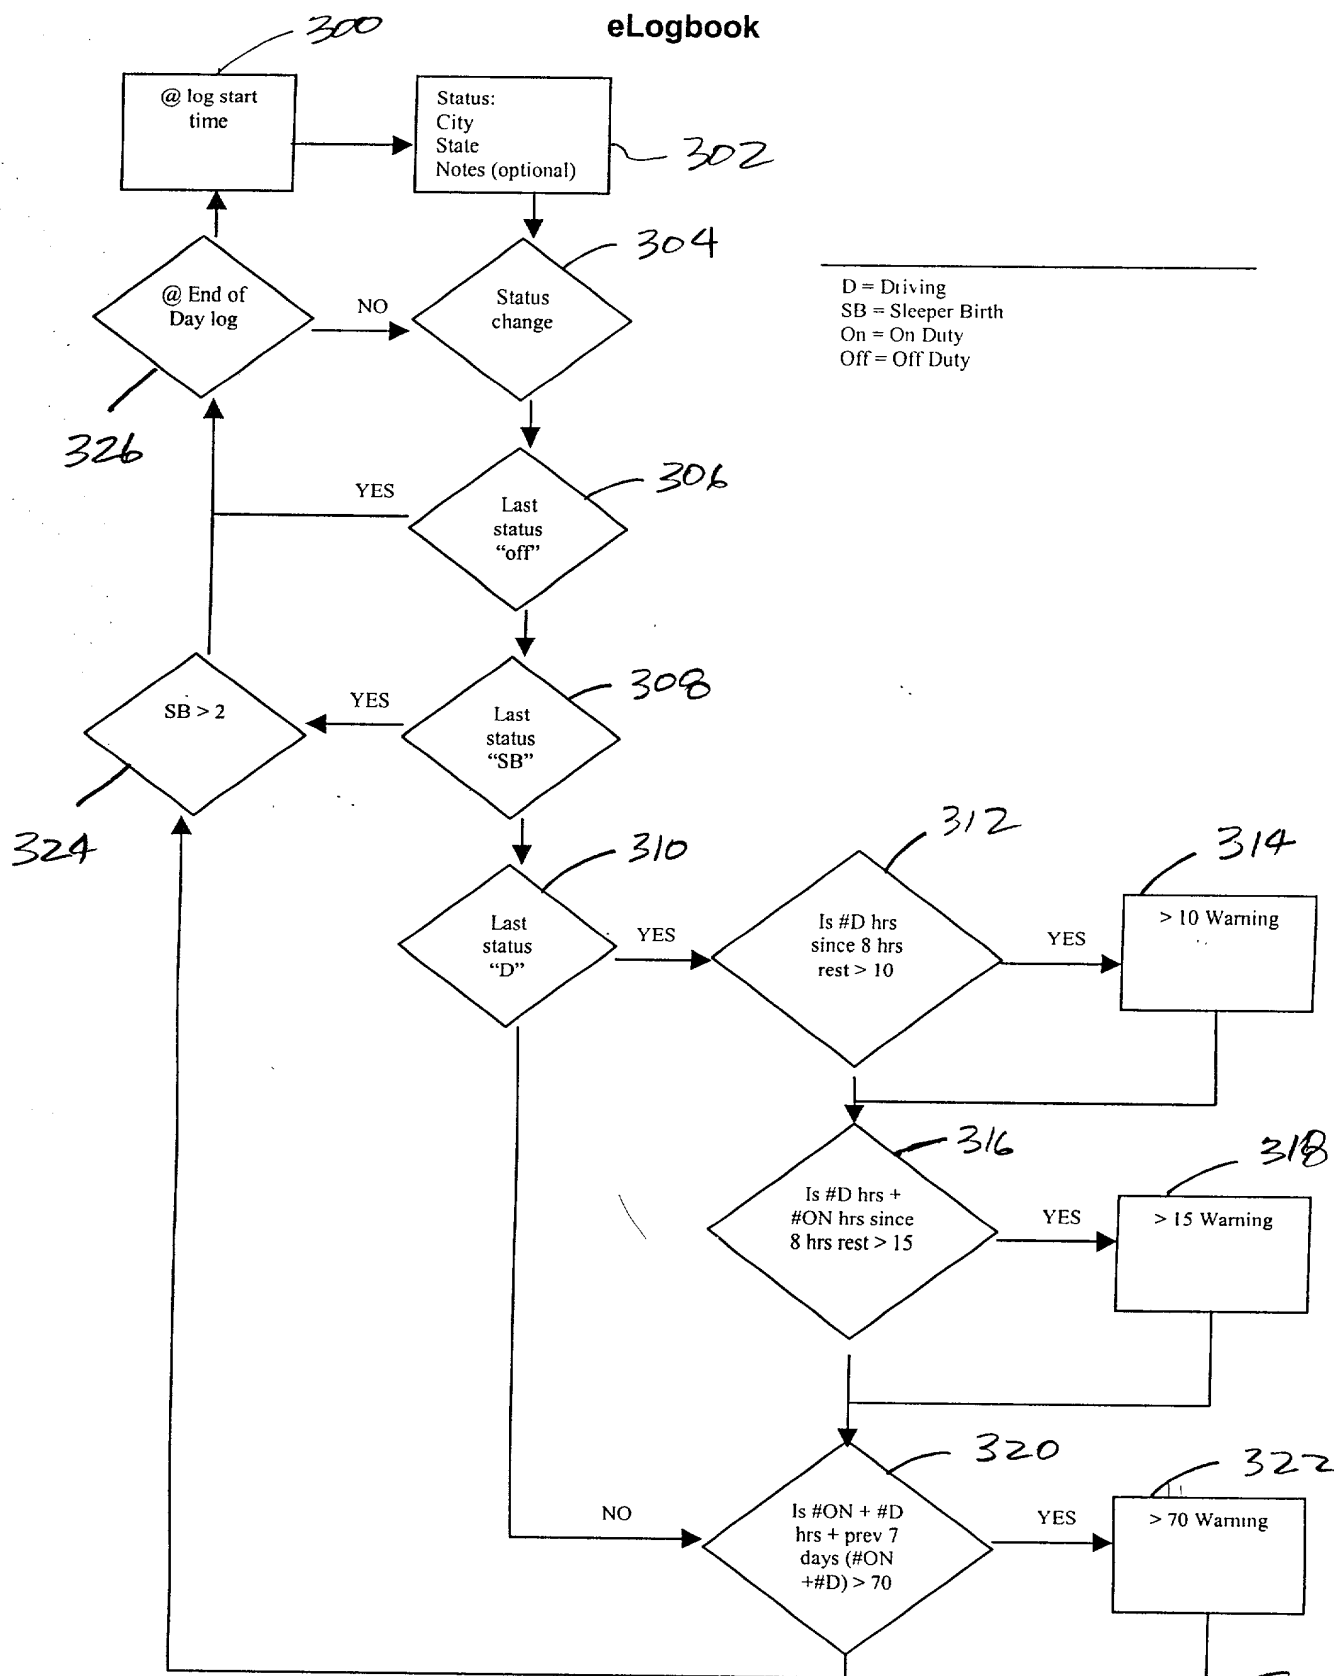 eLogbook
300
@ log start
time
Status:
City
State
Notes (optional)
302
304
@ End of
Day log
NO
Status
change
D = Driving
SB = Sleeper Birth
On = On Duty
Off = Off Duty
326
306
YES
Last
status
“off”
308
SB > 2
YES
Last
status
“SB”
324
310
312
314
Last
status
“D”
YES
Is #D hrs
since 8 hrs
rest > 10
YES
> 10 Warning
316
318
Is #D hrs +
#ON hrs since
8 hrs rest > 15
YES
> 15 Warning
320
322
NO
Is #ON + #D
hrs + prev 7
days (#ON
+#D) > 70
YES
> 70 Warning